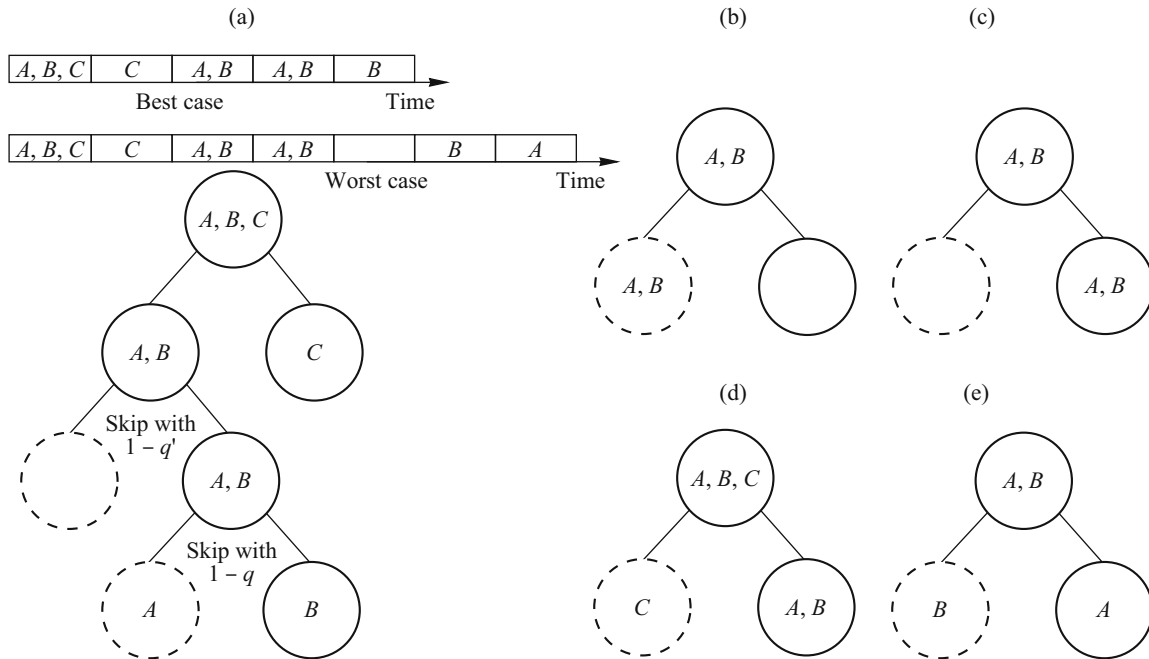 (a)
A, B, C C A, B A, B B
Best case Time
A, B, C C A, B A, B B A
Worst case Time
A, B, C
A, B C
Skip with
1 – q'
A, B
Skip with
1 – q
A B
(b)
A, B
A, B
(c)
A, B
A, B
(d)
A, B, C
C A, B
(e)
A, B
B A